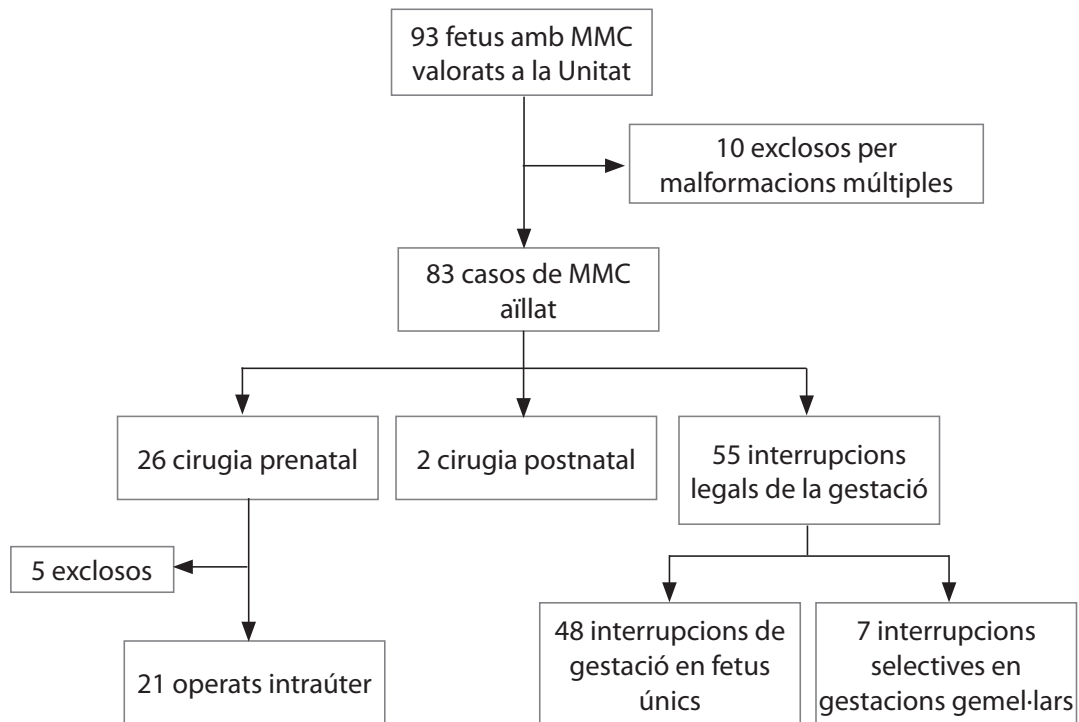 93 fetus amb MMC
valorats a la Unitat
10 exclosos per
malformacions múltiples
83 casos de MMC
aïllat
26 cirugia prenatal
2 cirugia postnatal
55 interrupcions
legals de la gestació
5 exclosos
21 operats intraúter
48 interrupcions de
gestació en fetus
únics
7 interrupcions
selectives en
gestacions gemel·lars